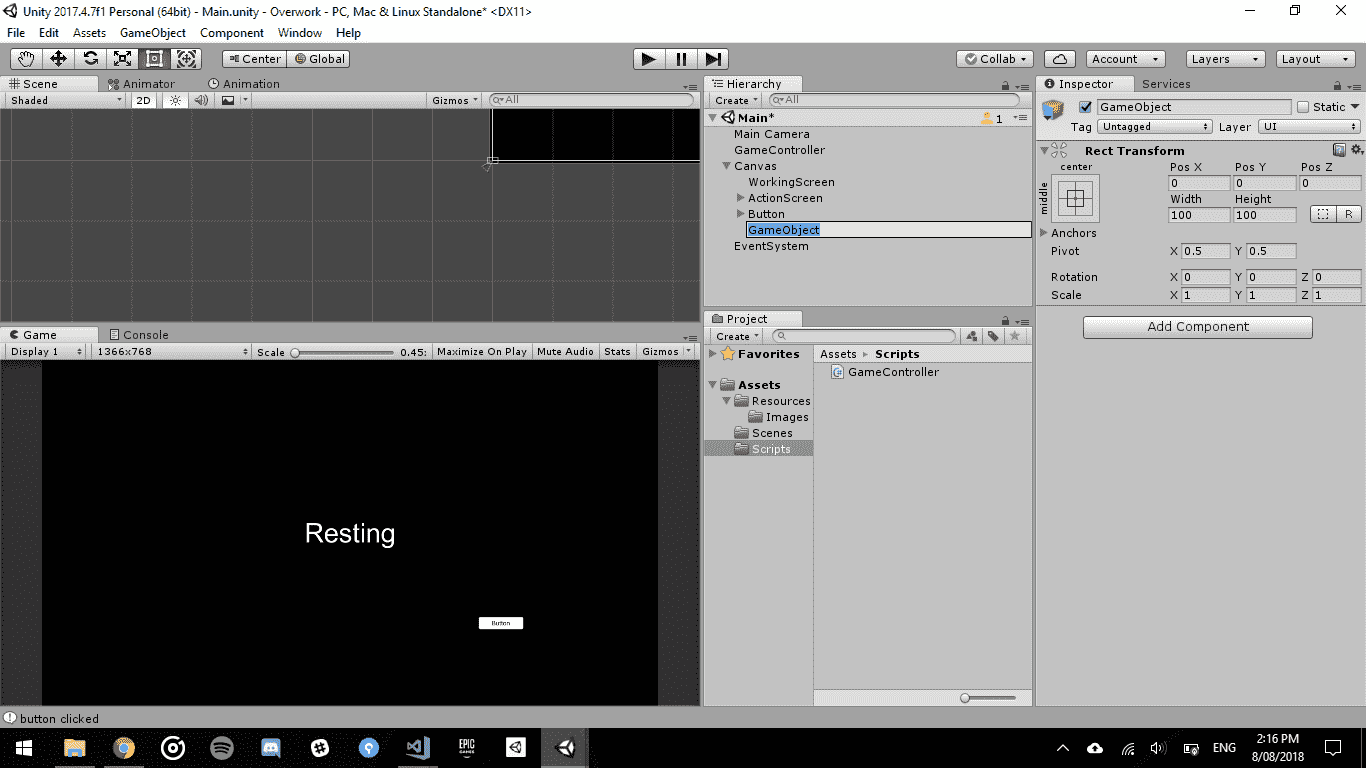 Unity 2017.4.7f1 Personal (64bit) - Main.unity - Overwork - PC, Mac & Linux Standalone* <DX11>
File Edit Assets GameObject Component Window Help
Center Global Collab Account Layers Layout
Scene Animator Animation
Shaded 2D Gizmos All
Hierarchy
Create All
Main* 1
Main Camera
GameController
Canvas
WorkingScreen
ActionScreen
Button
GameObject
EventSystem
Inspector Services
GameObject Static
Tag Untagged Layer UI
Rect Transform
center
middle
Pos X Pos Y Pos Z
0 0 0
Width Height
100 100 R
Anchors
Pivot X 0.5 Y 0.5
Rotation X 0 Y 0 Z 0
Scale X 1 Y 1 Z 1
Add Component
Game Console
Display 1 1366x768 Scale 0.45: Maximize On Play Mute Audio Stats Gizmos
Resting
Button
Project
Create
Favorites
Assets
Resources
Images
Scenes
Scripts
Assets Scripts
GameController
button clicked
EPIC
GAMES
ENG
2:16 PM
8/08/2018